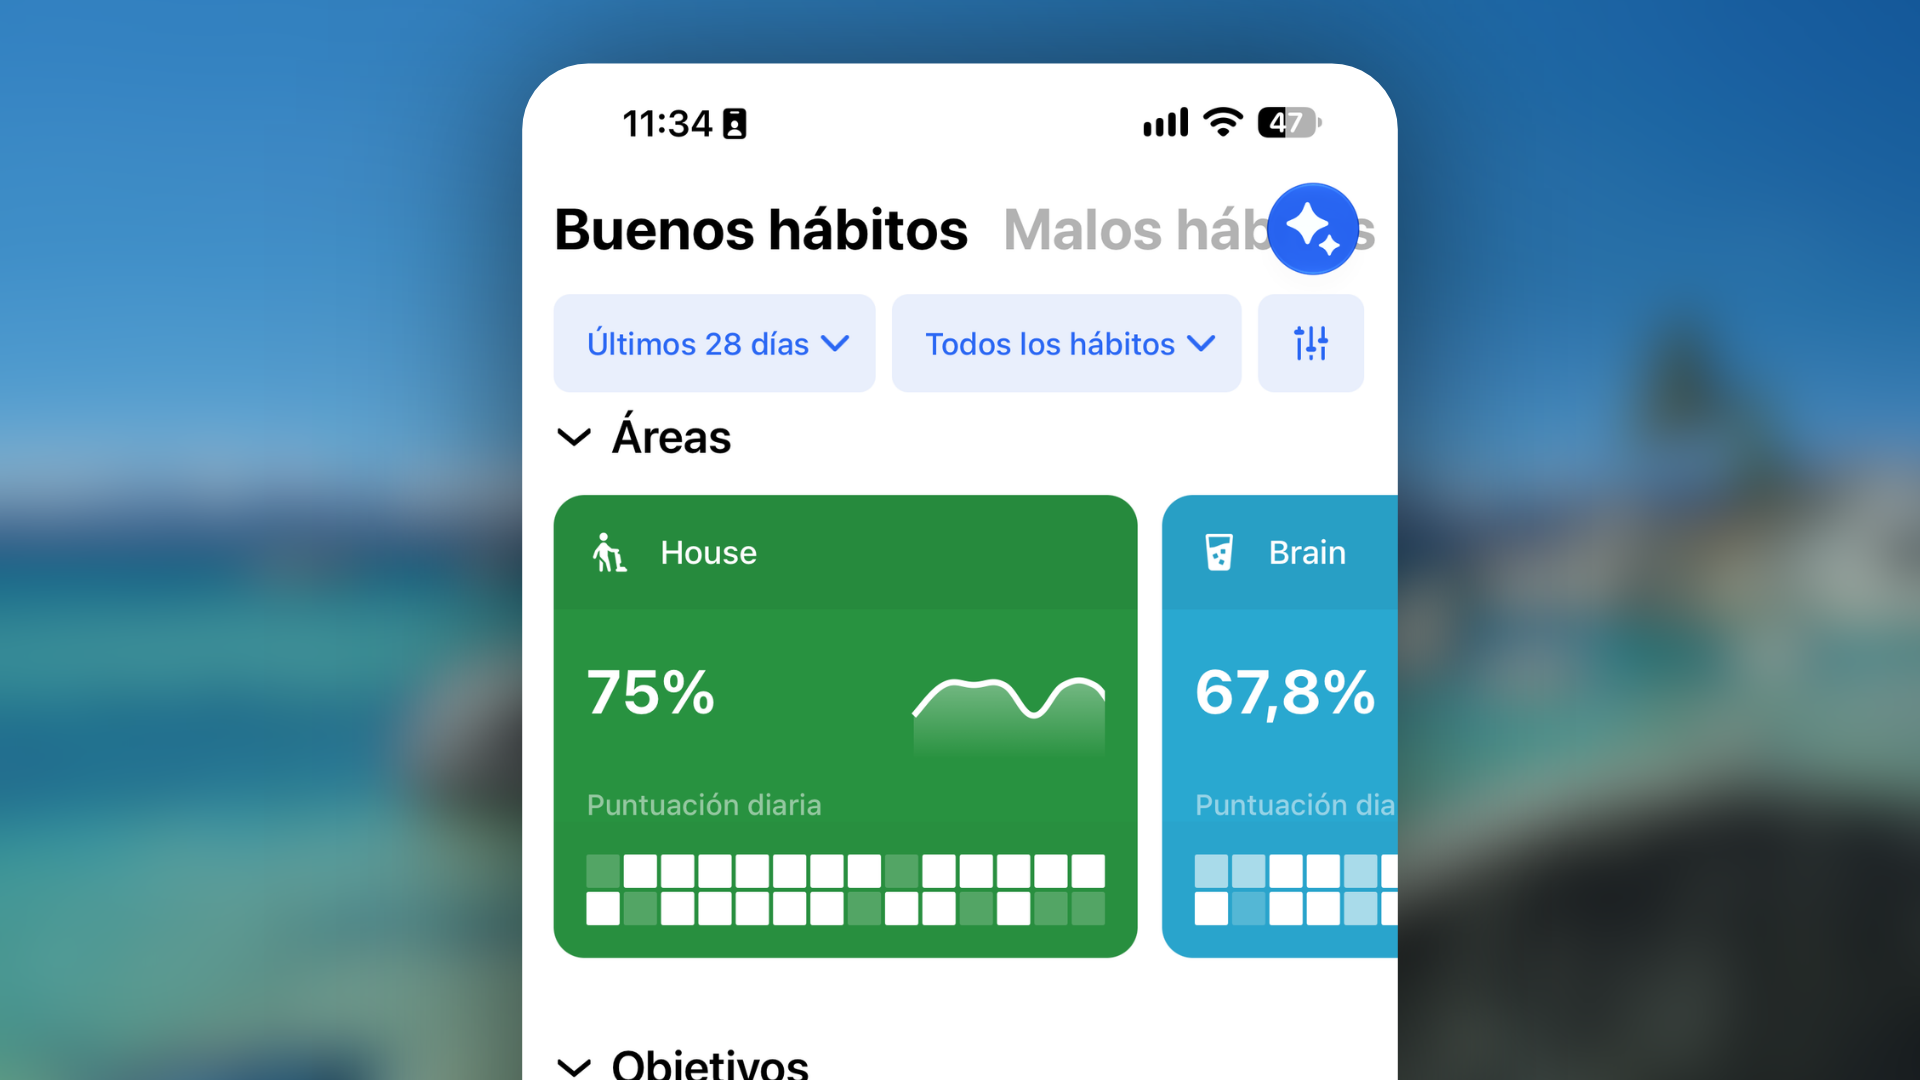 11:34 47
Buenos hábitos Malos háb s
Últimos 28 días Todos los hábitos
Áreas
House Brain
75% 67,8%
Puntuación diaria Puntuación dia
Objetivos